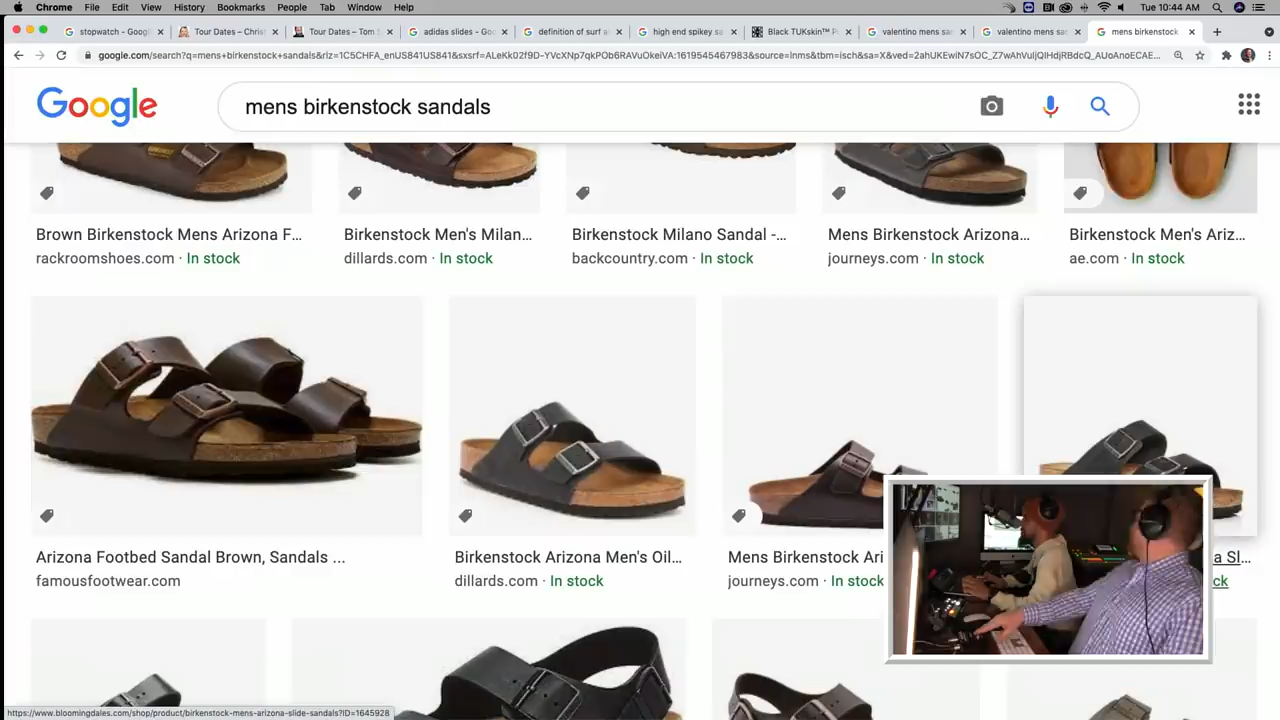 Chrome File Edit View History Bookmarks People Tab Window Help Tue 10:44 AM
stopwatch - Googl Tour Dates – Chris Tour Dates – Tom S adidas slides - Goo definition of surf a high end spikey sa Black TUKskin™ P valentino mens sa valentino mens sa mens birkenstock
google.com/search?q=mens+birkenstock+sandals&rlz=1C5CHFA_enUS841US841&sxsrf=ALeKk02f9D-YVcXNp7qkPOb6RAVuOkeiVA:1619545467983&source=lnms&tbm=isch&sa=X&ved=2ahUKEwiN7sOC_Z7wAhVuljQIHdjRBdcQ_AUoAnoECAE...
Google mens birkenstock sandals
Brown Birkenstock Mens Arizona F... Birkenstock Men's Milan... Birkenstock Milano Sandal -... Mens Birkenstock Arizona... Birkenstock Men's Ariz...
rackroomshoes.com · In stock dillards.com · In stock backcountry.com · In stock journeys.com · In stock ae.com · In stock
Arizona Footbed Sandal Brown, Sandals ... Birkenstock Arizona Men's Oil... Mens Birkenstock Ari a Sl...
famousfootwear.com dillards.com · In stock journeys.com · In stock ck
https://www.bloomingdales.com/shop/product/birkenstock-mens-arizona-slide-sandals?ID=1645928